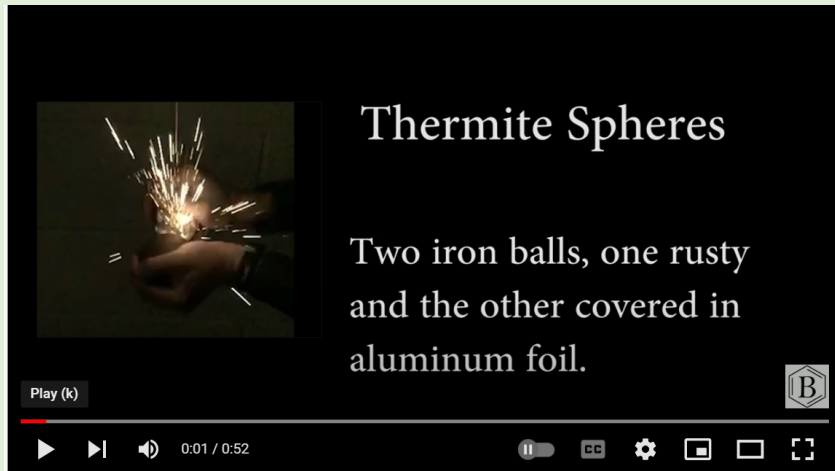 Thermite Spheres
Two iron balls, one rusty
and the other covered in
aluminum foil.
B
Play (k)
0:01 / 0:52
CC